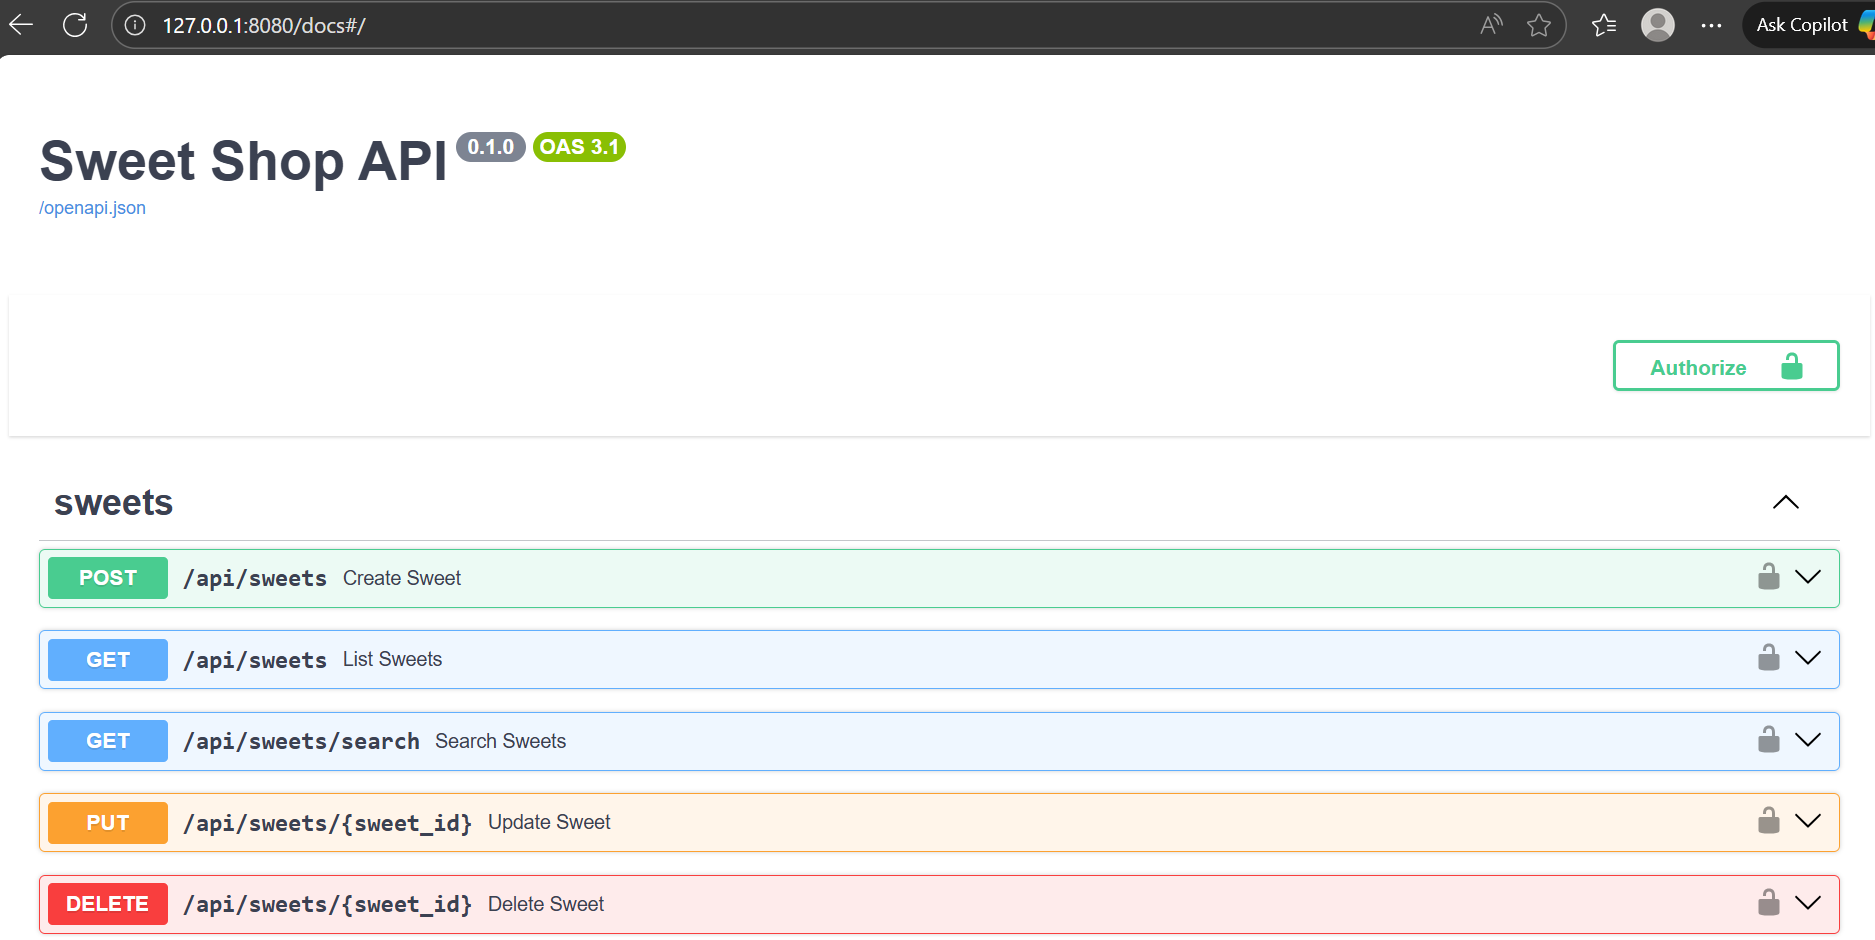 127.0.0.1:8080/docs#/
Ask Copilot
Sweet Shop API 0.1.0 OAS 3.1
/openapi.json
Authorize
sweets
POST /api/sweets Create Sweet
GET /api/sweets List Sweets
GET /api/sweets/search Search Sweets
PUT /api/sweets/{sweet_id} Update Sweet
DELETE /api/sweets/{sweet_id} Delete Sweet